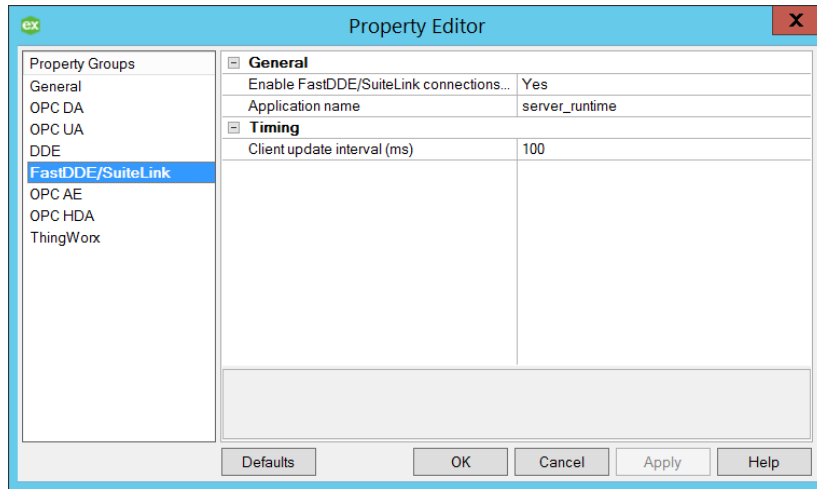 ex
Property Editor
X
Property Groups
General
OPC DA
OPC UA
DDE
FastDDE/SuiteLink
OPC AE
OPC HDA
ThingWorx
General
Enable FastDDE/SuiteLink connections... Yes
Application name server_runtime
Timing
Client update interval (ms) 100
Defaults OK Cancel Apply Help